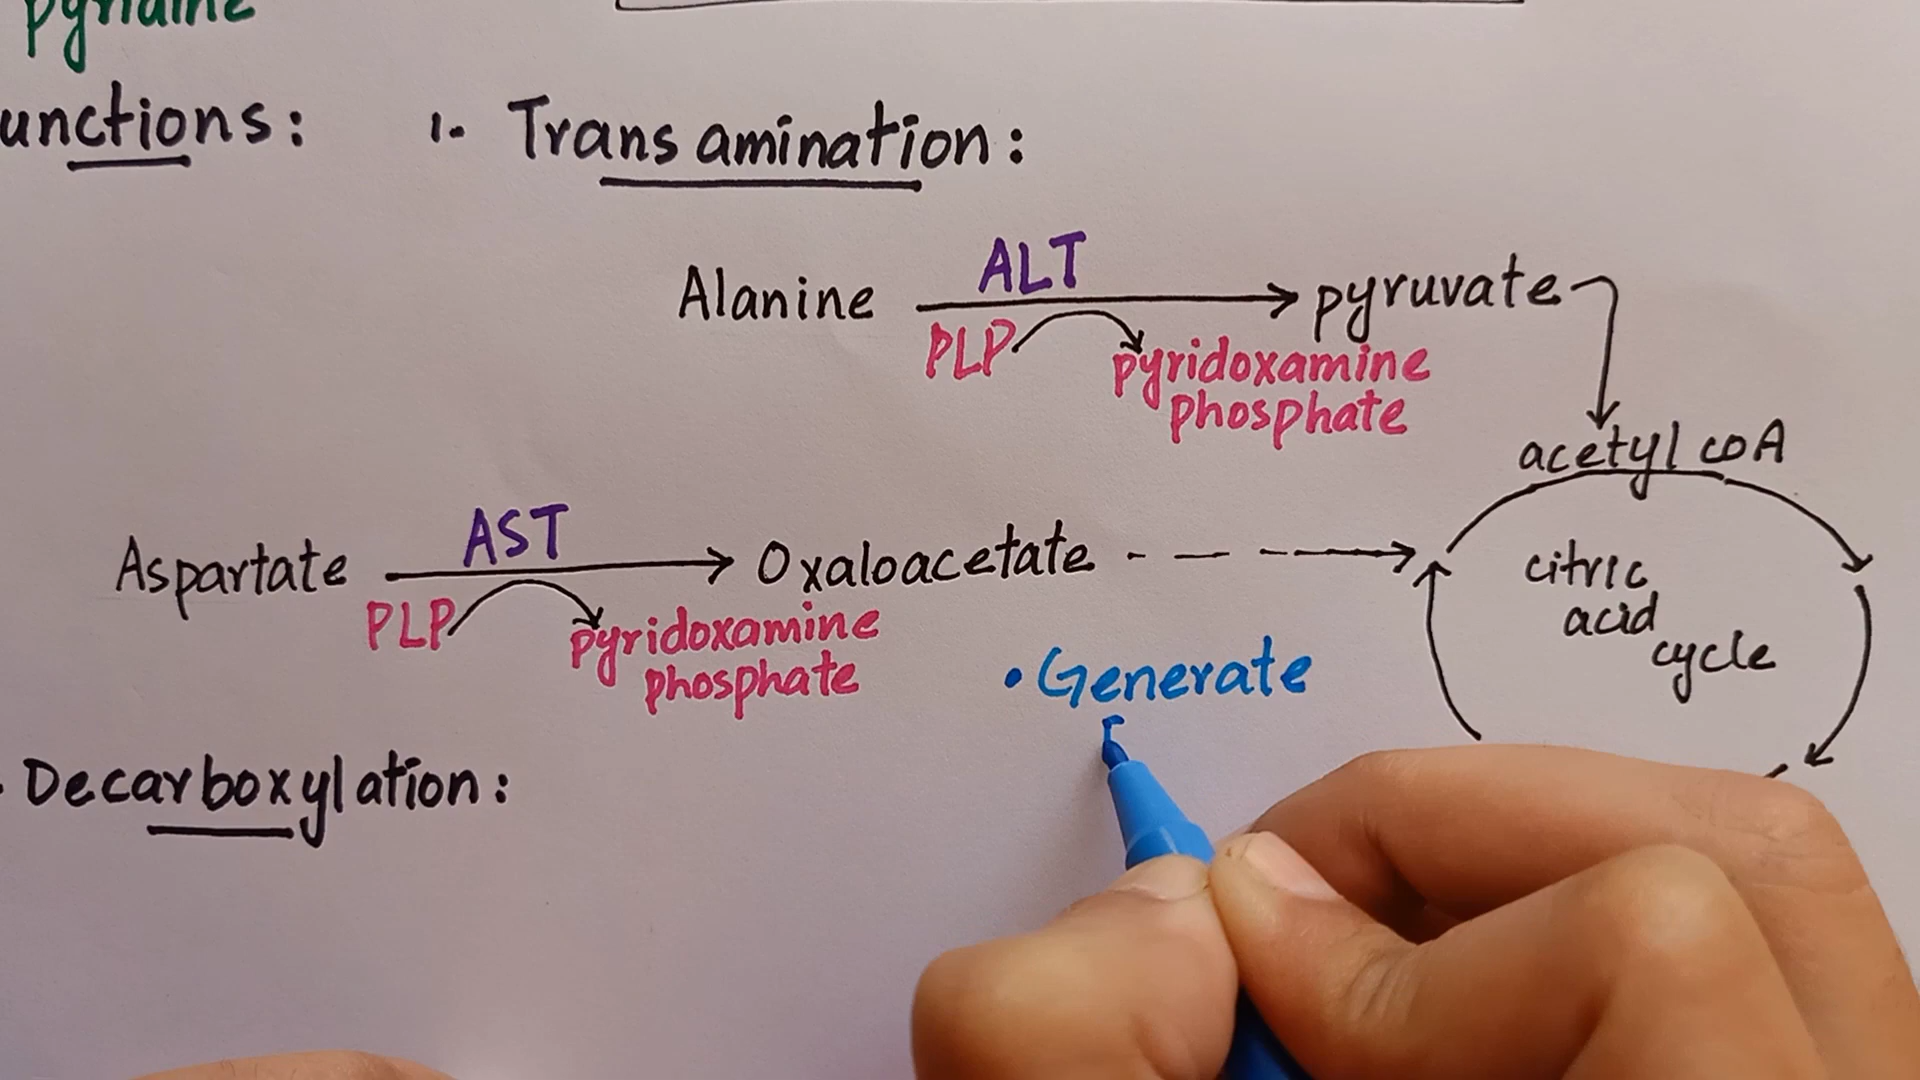 pyridine
unctions: 1. Transamination:
ALT
Alanine pyruvate
PLP pyridoxamine
phosphate
acetyl coA
AST
Aspartate Oxaloacetate
PLP pyridoxamine
phosphate
citric
acid
cycle
• Generate
Decarboxylation: